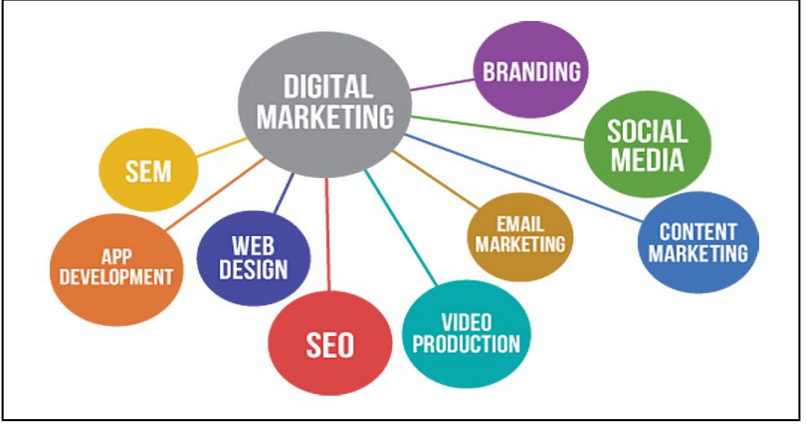 DIGITAL
MARKETING
BRANDING
SOCIAL
MEDIA
SEM
CONTENT
MARKETING
EMAIL
MARKETING
WEB
DESIGN
APP
DEVELOPMENT
SEO
VIDEO
PRODUCTION